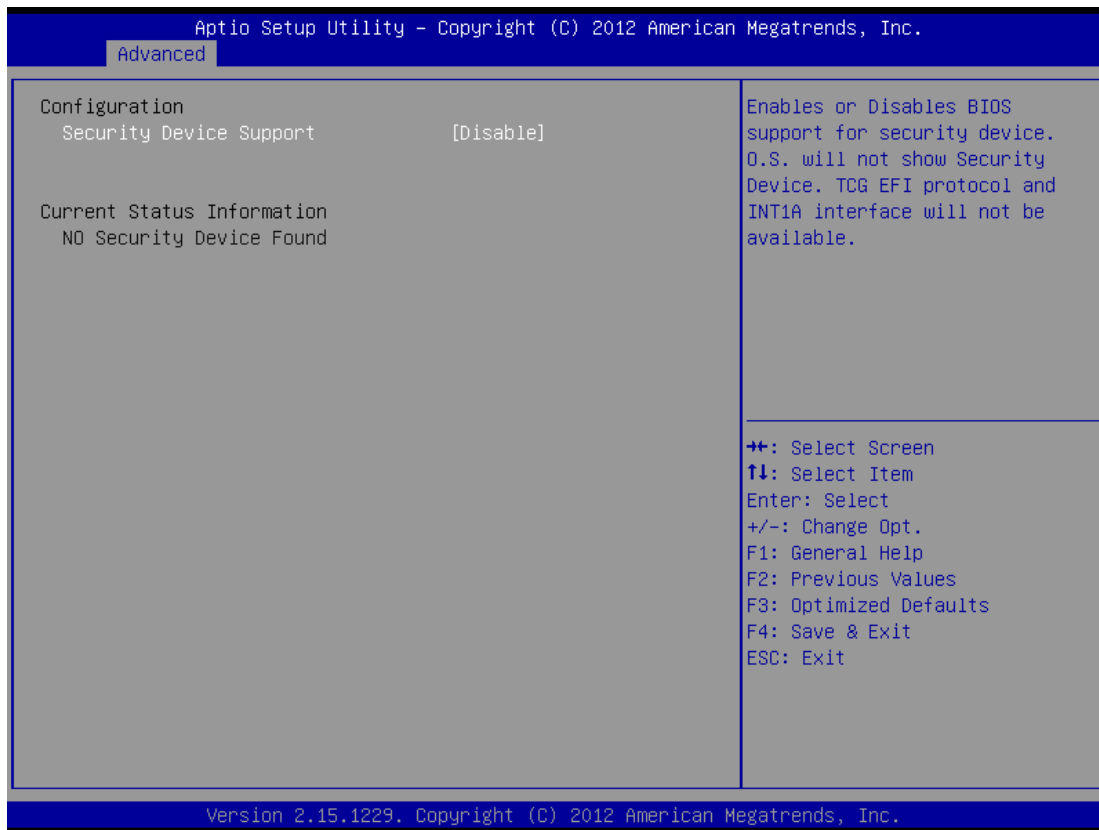 Aptio Setup Utility – Copyright (C) 2012 American Megatrends, Inc.
Advanced
Configuration
Security Device Support [Disable]
Current Status Information
NO Security Device Found
Enables or Disables BIOS
support for security device.
O.S. will not show Security
Device. TCG EFI protocol and
INT1A interface will not be
available.
→←: Select Screen
↑↓: Select Item
Enter: Select
+/-: Change Opt.
F1: General Help
F2: Previous Values
F3: Optimized Defaults
F4: Save & Exit
ESC: Exit
Version 2.15.1229. Copyright (C) 2012 American Megatrends, Inc.